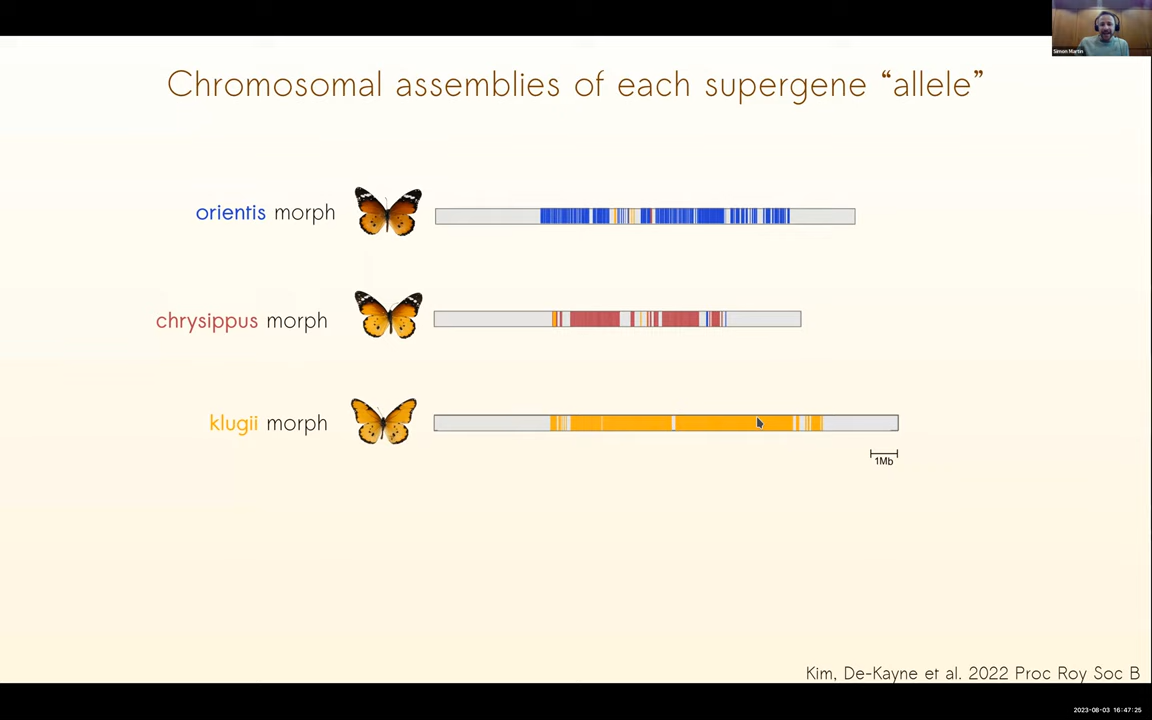 Simon Martin
Chromosomal assemblies of each supergene “allele”
orientis morph
chrysippus morph
klugii morph
1Mb
Kim, De-Kayne et al. 2022 Proc Roy Soc B
2023-08-03 16:47:25